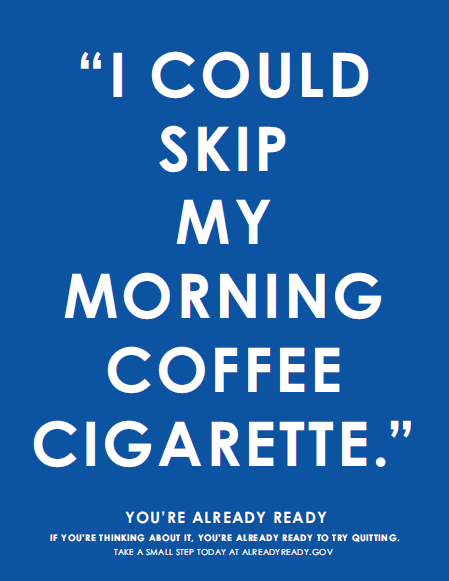 “I COULD
SKIP
MY
MORNING
COFFEE
CIGARETTE.”
YOU’RE ALREADY READY
IF YOU’RE THINKING ABOUT IT, YOU’RE ALREADY READY TO TRY QUITTING.
TAKE A SMALL STEP TODAY AT ALREADYREADY.GOV